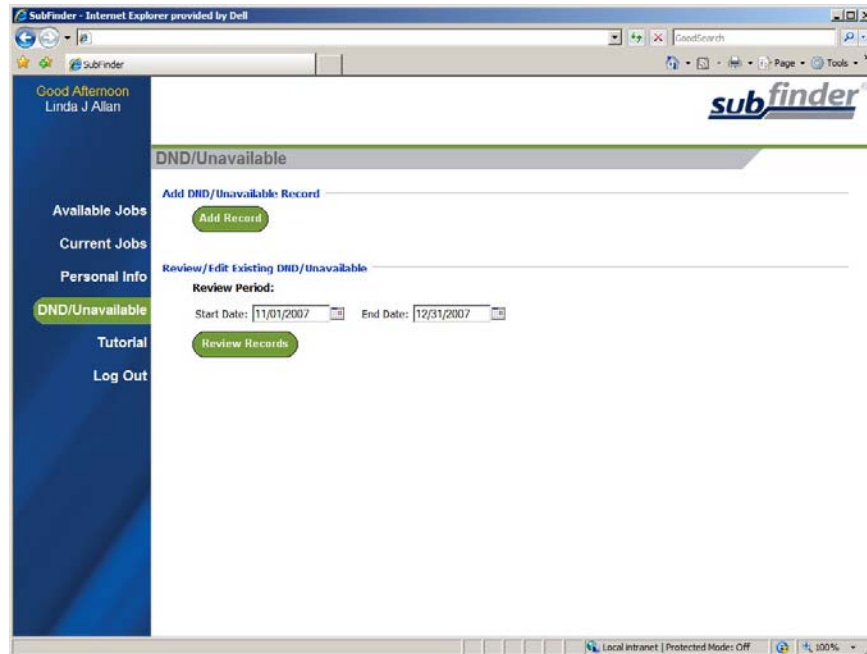 SubFinder - Internet Explorer provided by Dell
GoodSearch
SubFinder
Page Tools
Good Afternoon
Linda J Allan
subfinder
DND/Unavailable
Add DND/Unavailable Record
Add Record
Available Jobs
Current Jobs
Personal Info
DND/Unavailable
Tutorial
Log Out
Review/Edit Existing DND/Unavailable
Review Period:
Start Date: 11/01/2007 End Date: 12/31/2007
Review Records
Local intranet | Protected Mode: Off 100%